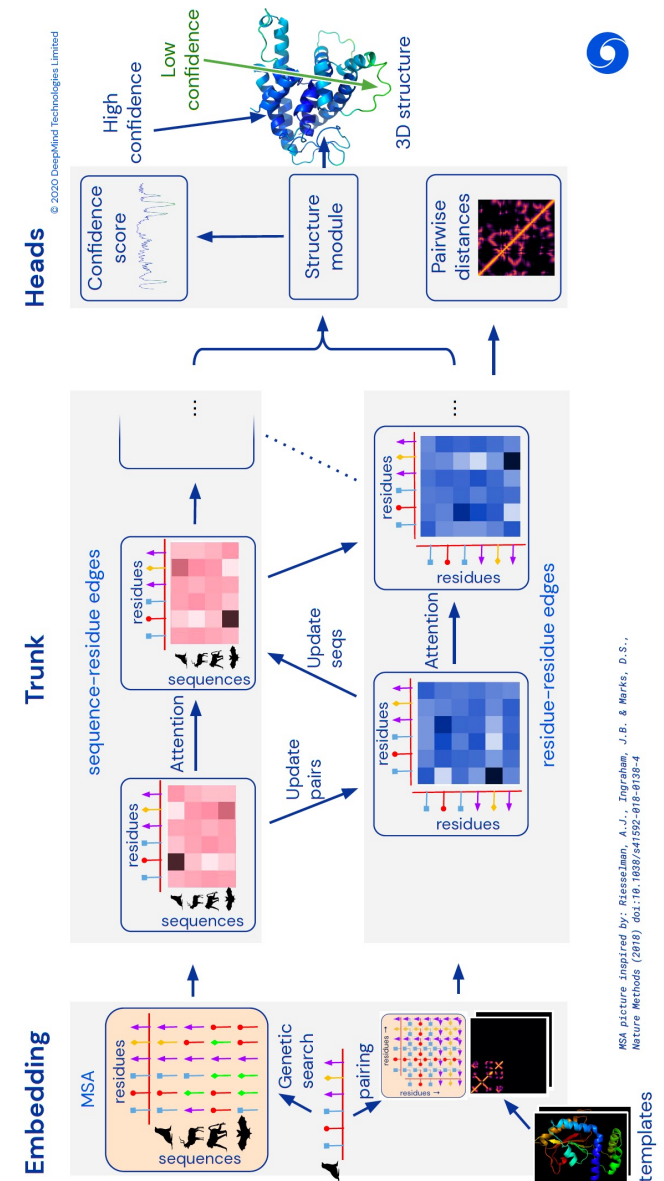 Embedding
MSA
residues
sequences
Genetic
search
pairing
residues →
residues →
templates
Trunk
sequence-residue edges
residues
sequences
Attention
residues
sequences
...
Update
pairs
Update
seqs
residues
residues
Attention
residues
residues
...
residue-residue edges
Heads
© 2020 DeepMind Technologies Limited
Confidence
score
Structure
module
Pairwise
distances
High
confidence
Low
confidence
3D structure
MSA picture inspired by: Riesselman, A.J., Ingraham, J.B. & Marks, D.S.,
Nature Methods (2018) doi:10.1038/s41592-018-0138-4